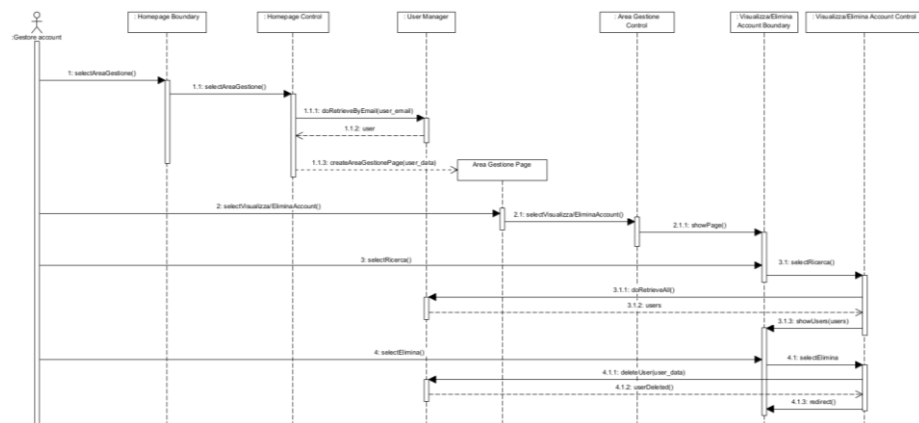 : Homepage Boundary
: Homepage Control
: User Manager
: Area Gestione
Control
: Visualizza/Elimina
Account Boundary
: Visualizza/Elimina Account Control
:Gestore account
1: selectAreaGestione()
1.1: selectAreaGestione()
1.1.1: doRetrieveByEmail(user_email)
1.1.2: user
1.1.3: createAreaGestionePage(user_data)
Area Gestione Page
2: selectVisualizza/EliminaAccount()
2.1: selectVisualizza/EliminaAccount()
2.1.1: showPage()
3: selectRicerca()
3.1: selectRicerca()
3.1.1: doRetrieveAll()
3.1.2: users
3.1.3: showUsers(users)
4: selectElimina()
4.1: selectElimina
4.1.1: deleteUser(user_data)
4.1.2: userDeleted()
4.1.3: redirect()